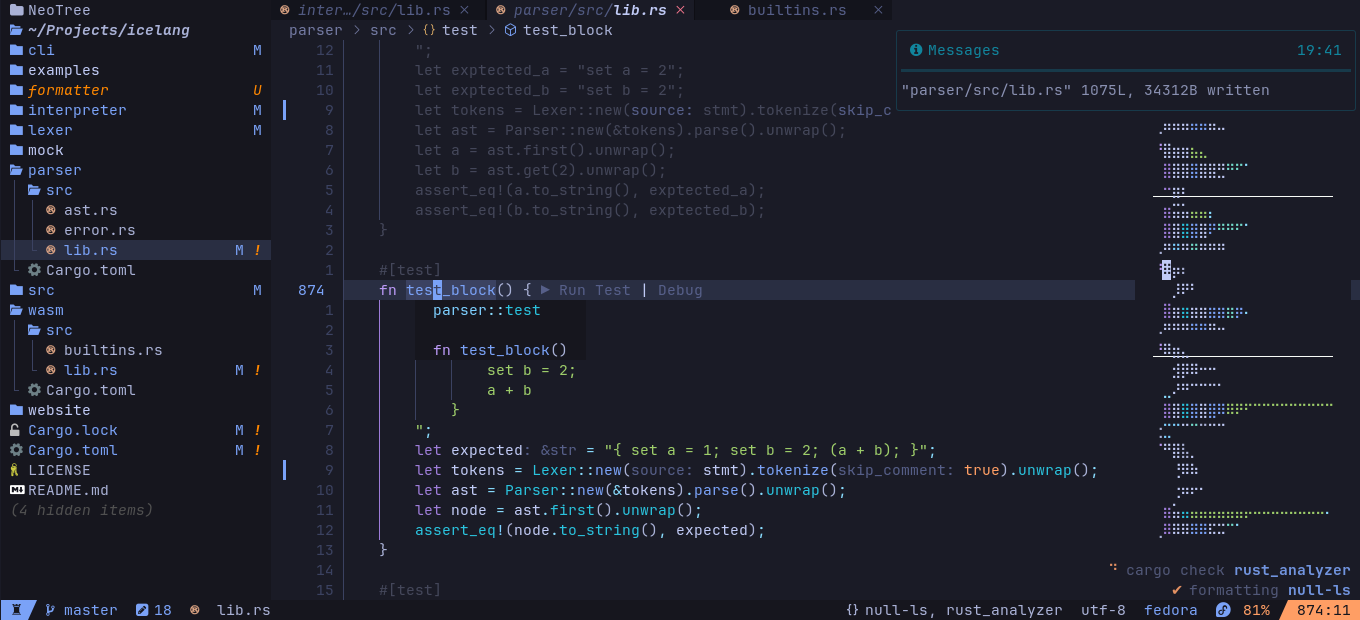 NeoTree
~/Projects/icelang
cli M
examples
formatter U
interpreter M
lexer M
mock
parser
src
ast.rs
error.rs
lib.rs M !
Cargo.toml
src M
wasm
src
builtins.rs
lib.rs M !
Cargo.toml
website
Cargo.lock M !
Cargo.toml M !
LICENSE
README.md
(4 hidden items)
inter…/src/lib.rs × parser/src/lib.rs × builtins.rs ×
parser > src > {} test > test_block
12 ";
11 let exptected_a = "set a = 2";
10 let exptected_b = "set b = 2";
9 let tokens = Lexer::new(source: stmt).tokenize(skip_c
8 let ast = Parser::new(&tokens).parse().unwrap();
7 let a = ast.first().unwrap();
6 let b = ast.get(2).unwrap();
5 assert_eq!(a.to_string(), exptected_a);
4 assert_eq!(b.to_string(), exptected_b);
3 }
2
1 #[test]
874 fn test_block() { ▶ Run Test | Debug
1 parser::test
2
3 fn test_block()
4 set b = 2;
5 a + b
6 }
7 ";
8 let expected: &str = "{ set a = 1; set b = 2; (a + b); }";
9 let tokens = Lexer::new(source: stmt).tokenize(skip_comment: true).unwrap();
10 let ast = Parser::new(&tokens).parse().unwrap();
11 let node = ast.first().unwrap();
12 assert_eq!(node.to_string(), expected);
13 }
14
15 #[test]
Messages 19:41
"parser/src/lib.rs" 1075L, 34312B written
cargo check rust_analyzer
✔ formatting null-ls
master 18 lib.rs {} null-ls, rust_analyzer utf-8 fedora 81% 874:11